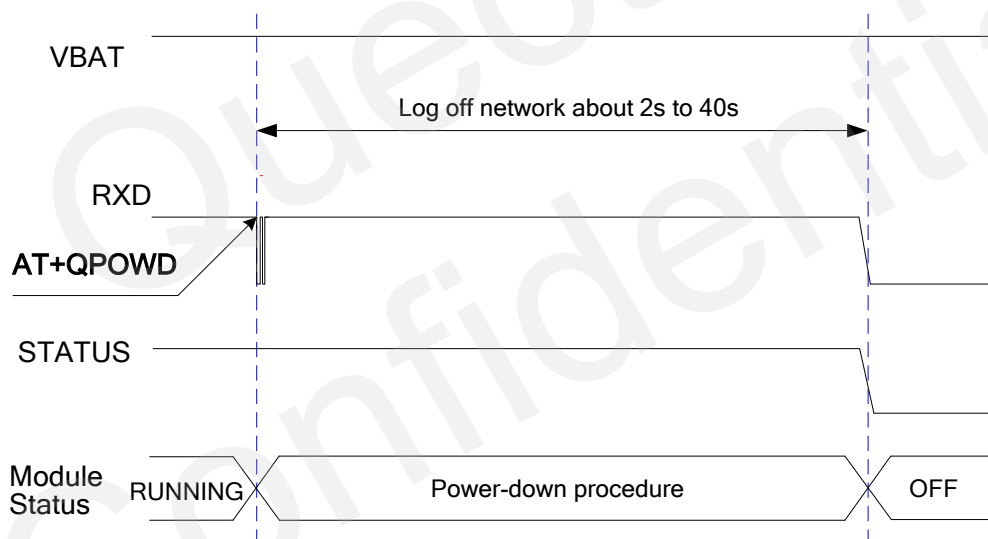 VBAT
Log off network about 2s to 40s
RXD
AT+QPOWD
STATUS
Module
Status
RUNNING
Power-down procedure
OFF
Confidential